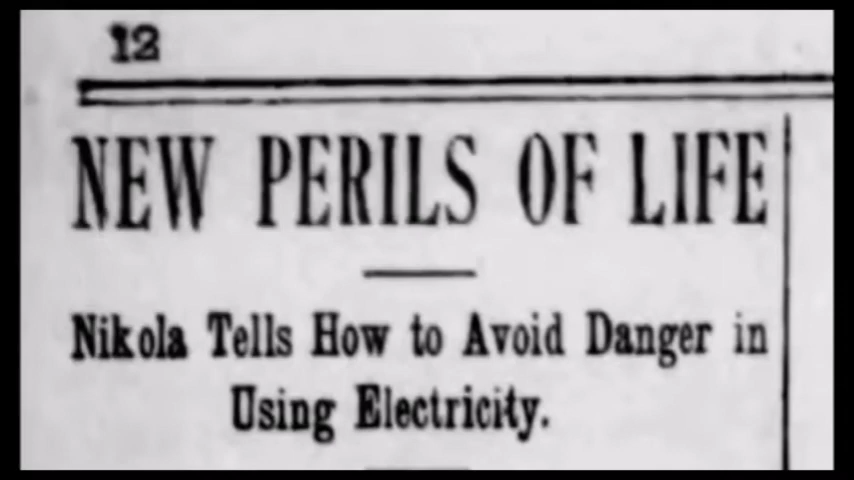 12
NEW PERILS OF LIFE
Nikola Tells How to Avoid Danger in
Using Electricity.